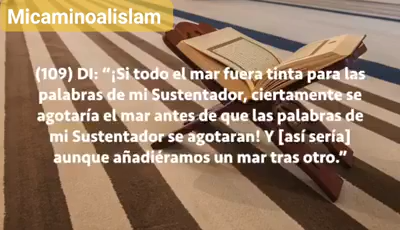 Micaminoalislam
(109) DI: “¡Si todo el mar fuera tinta para las
palabras de mi Sustentador, ciertamente se
agotaría el mar antes de que las palabras de
mi Sustentador se agotaran! Y [así sería]
aunque añadiéramos un mar tras otro.”